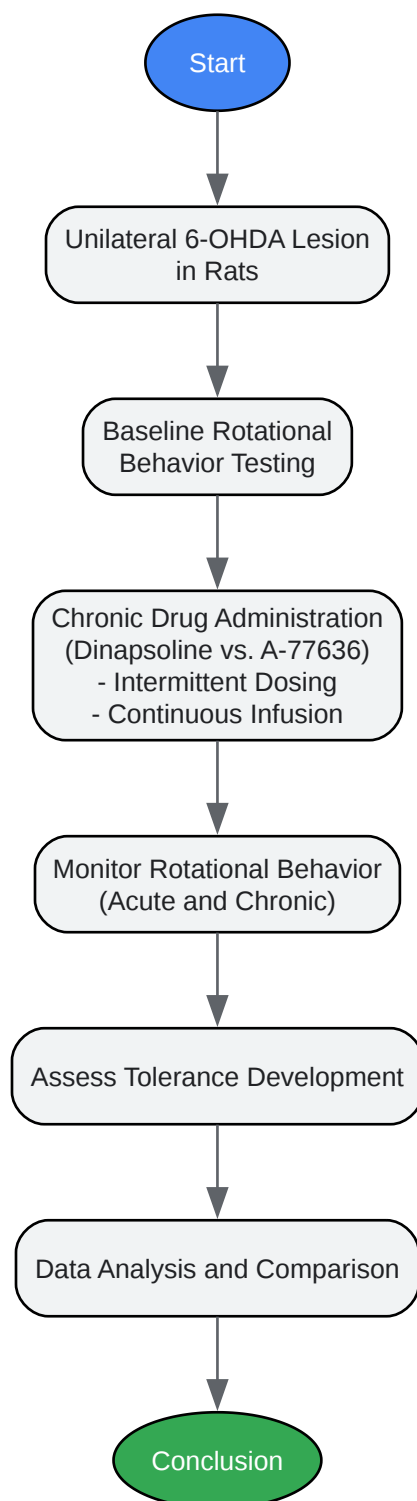 Start
Unilateral 6-OHDA Lesion
in Rats
Baseline Rotational
Behavior Testing
Chronic Drug Administration
(Dinapsoline vs. A-77636)
- Intermittent Dosing
- Continuous Infusion
Monitor Rotational Behavior
(Acute and Chronic)
Assess Tolerance Development
Data Analysis and Comparison
Conclusion